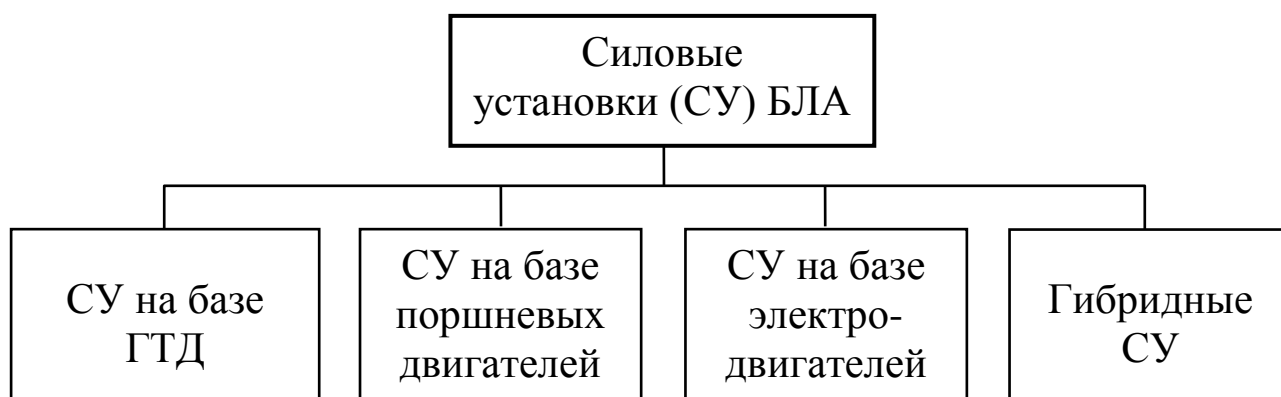 Силовые
установки (СУ) БЛА
СУ на базе
ГТД
СУ на базе
поршневых
двигателей
СУ на базе
электро-
двигателей
Гибридные
СУ